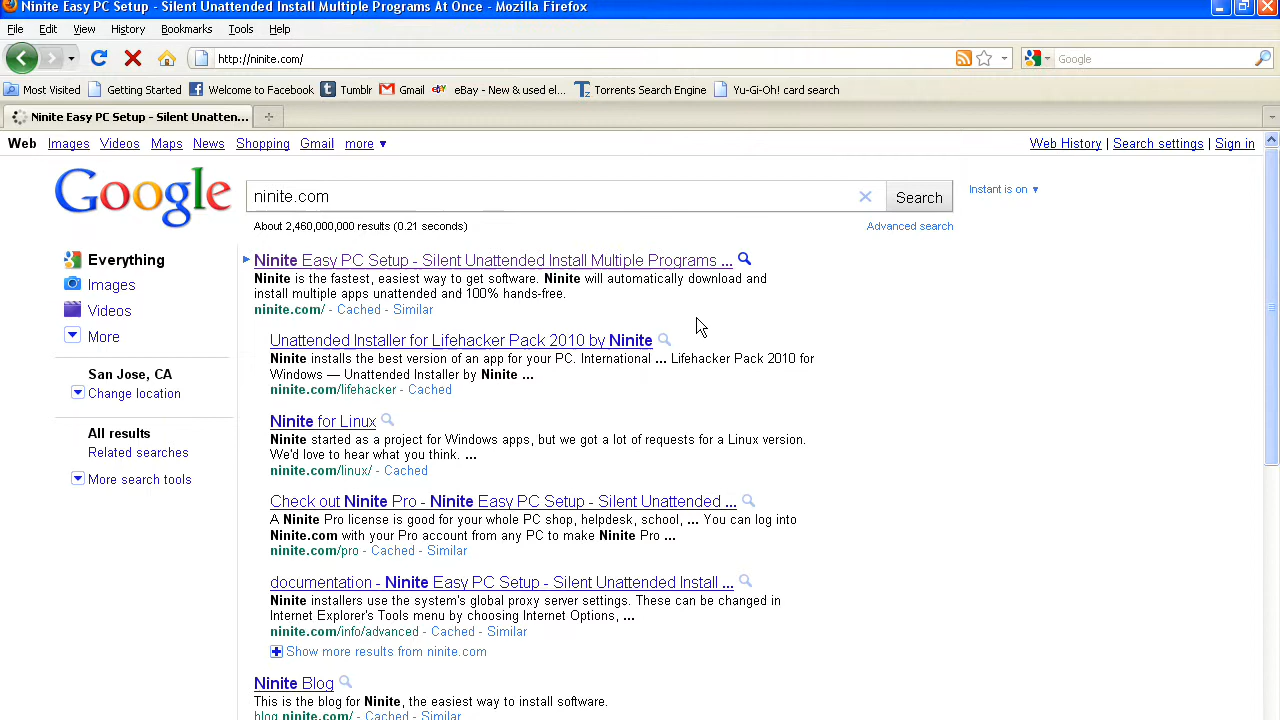 Ninite Easy PC Setup - Silent Unattended Install Multiple Programs At Once - Mozilla Firefox
File Edit View History Bookmarks Tools Help
http://ninite.com/ Google
Most Visited Getting Started Welcome to Facebook Tumblr Gmail eBay - New & used el... Torrents Search Engine Yu-Gi-Oh! card search
Ninite Easy PC Setup - Silent Unatten...
Web Images Videos Maps News Shopping Gmail more ▼ Web History | Search settings | Sign in
Google ninite.com Search Instant is on ▼
About 2,460,000,000 results (0.21 seconds) Advanced search
Everything
Images
Videos
More
San Jose, CA
Change location
All results
Related searches
More search tools
Ninite Easy PC Setup - Silent Unattended Install Multiple Programs ...
Ninite is the fastest, easiest way to get software. Ninite will automatically download and
install multiple apps unattended and 100% hands-free.
ninite.com/ - Cached - Similar
Unattended Installer for Lifehacker Pack 2010 by Ninite
Ninite installs the best version of an app for your PC. International ... Lifehacker Pack 2010 for
Windows — Unattended Installer by Ninite ...
ninite.com/lifehacker - Cached
Ninite for Linux
Ninite started as a project for Windows apps, but we got a lot of requests for a Linux version.
We'd love to hear what you think. ...
ninite.com/linux/ - Cached
Check out Ninite Pro - Ninite Easy PC Setup - Silent Unattended ...
A Ninite Pro license is good for your whole PC shop, helpdesk, school, ... You can log into
Ninite.com with your Pro account from any PC to make Ninite Pro ...
ninite.com/pro - Cached - Similar
documentation - Ninite Easy PC Setup - Silent Unattended Install ...
Ninite installers use the system's global proxy server settings. These can be changed in
Internet Explorer's Tools menu by choosing Internet Options, ...
ninite.com/info/advanced - Cached - Similar
Show more results from ninite.com
Ninite Blog
This is the blog for Ninite, the easiest way to install software.
blog.ninite.com/ - Cached - Similar